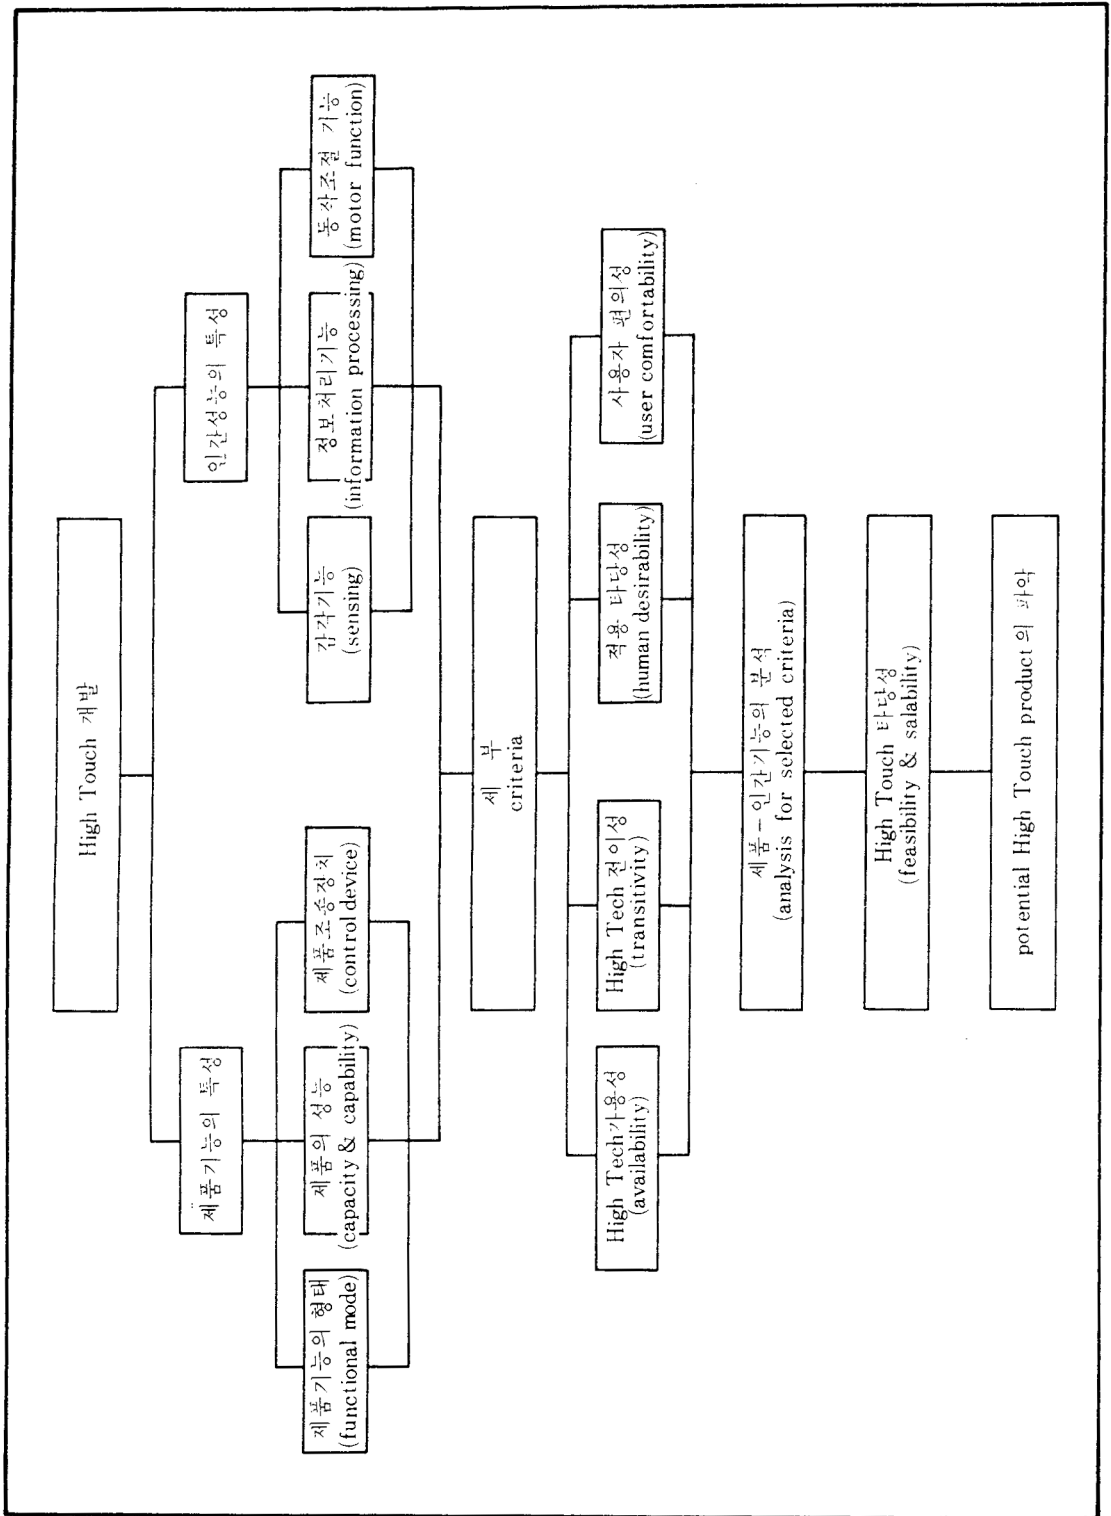 High Touch 개발
제품기능의 특성
인간성능의 특성
제품기능의 형태
(functional mode)
제품의 성능
(capacity & capability)
제품조종장치
(control device)
감각기능
(sensing)
정보처리기능
(information processing)
동작조절 기능
(motor function)
세 부
criteria
High Tech가용성
(availability)
High Tech 전이성
(transitivity)
적용 타당성
(human desirability)
사용자 편의성
(user comfortability)
제품－인간기능의 분석
(analysis for selected criteria)
High Touch 타당성
(feasibility & salability)
potential High Touch product의 파악